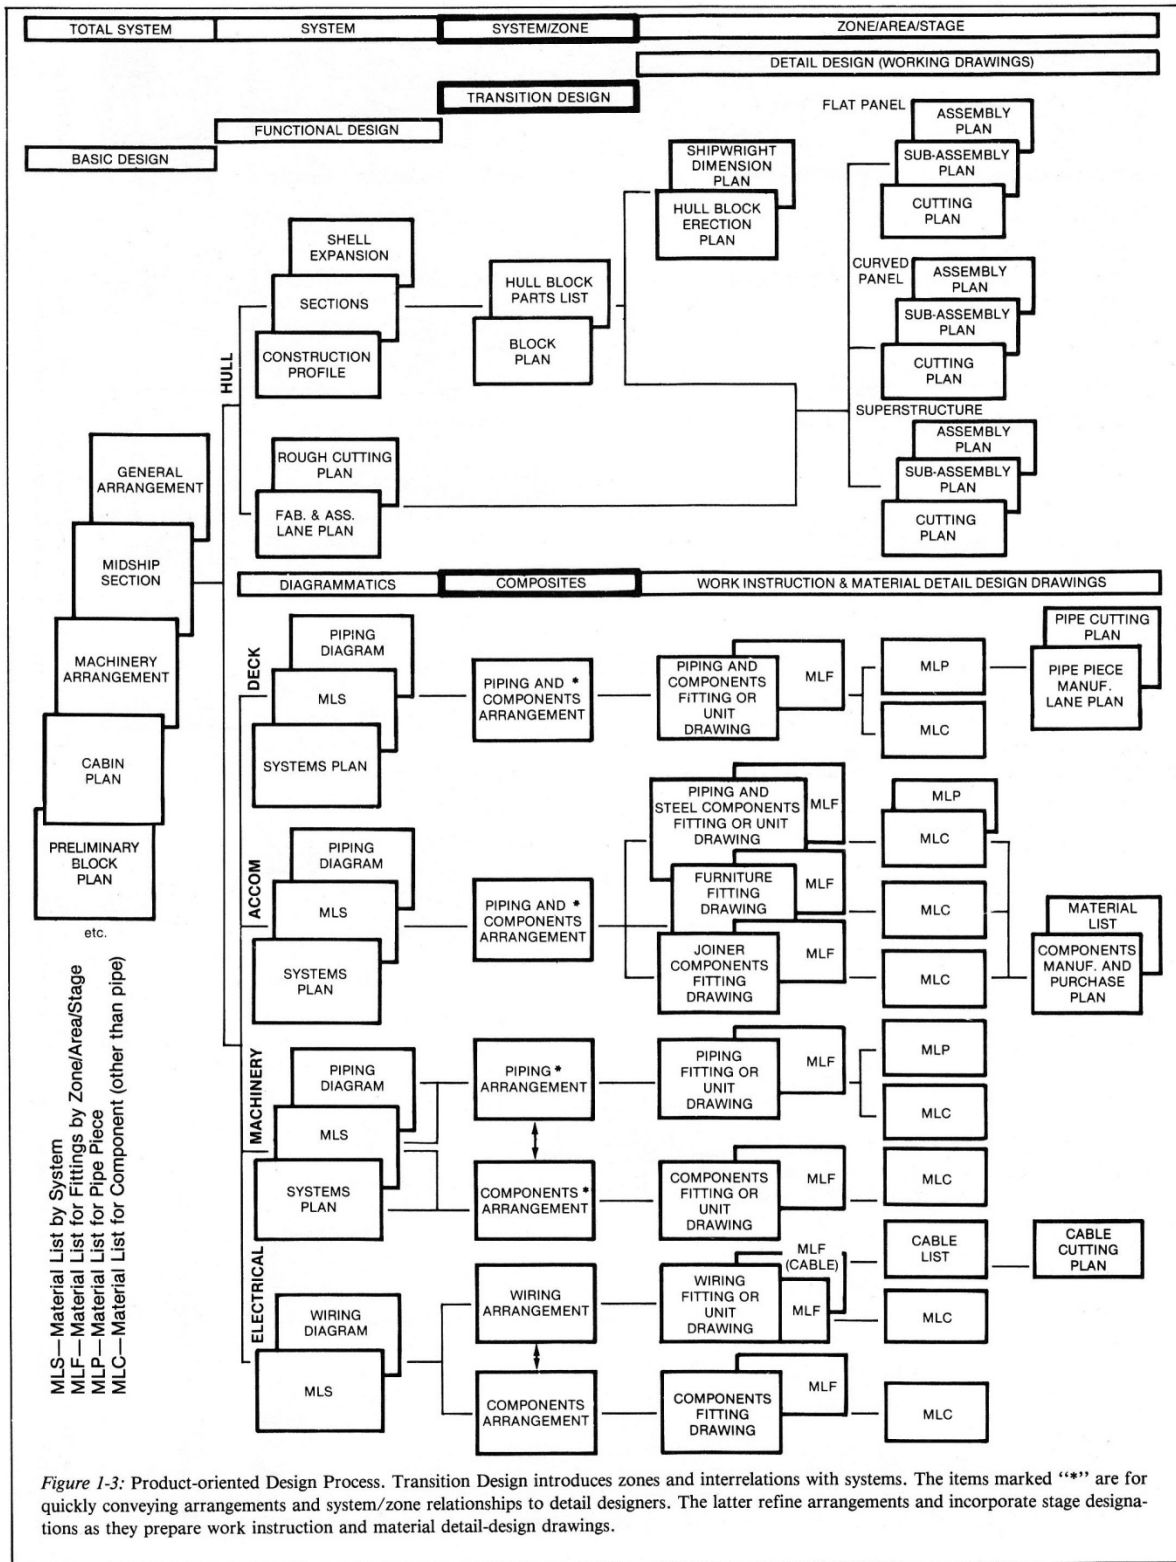 TOTAL SYSTEM
SYSTEM
SYSTEM/ZONE
ZONE/AREA/STAGE
DETAIL DESIGN (WORKING DRAWINGS)
TRANSITION DESIGN
FUNCTIONAL DESIGN
BASIC DESIGN
GENERAL
ARRANGEMENT
MIDSHIP
SECTION
MACHINERY
ARRANGEMENT
CABIN
PLAN
PRELIMINARY
BLOCK
PLAN
etc.
HULL
SHELL
EXPANSION
SECTIONS
CONSTRUCTION
PROFILE
ROUGH CUTTING
PLAN
FAB. & ASS.
LANE PLAN
HULL BLOCK
PARTS LIST
BLOCK
PLAN
SHIPWRIGHT
DIMENSION
PLAN
HULL BLOCK
ERECTION
PLAN
FLAT PANEL
ASSEMBLY
PLAN
SUB-ASSEMBLY
PLAN
CUTTING
PLAN
CURVED
PANEL
ASSEMBLY
PLAN
SUB-ASSEMBLY
PLAN
CUTTING
PLAN
SUPERSTRUCTURE
ASSEMBLY
PLAN
SUB-ASSEMBLY
PLAN
CUTTING
PLAN
DIAGRAMMATICS
COMPOSITES
WORK INSTRUCTION & MATERIAL DETAIL DESIGN DRAWINGS
DECK
PIPING
DIAGRAM
MLS
SYSTEMS PLAN
PIPING AND *
COMPONENTS
ARRANGEMENT
PIPING AND
COMPONENTS
FITTING OR
UNIT
DRAWING
MLF
MLP
MLC
PIPE CUTTING
PLAN
PIPE PIECE
MANUF.
LANE PLAN
ACCOM
PIPING
DIAGRAM
MLS
SYSTEMS
PLAN
PIPING AND *
COMPONENTS
ARRANGEMENT
PIPING AND
STEEL COMPONENTS
FITTING OR UNIT
DRAWING
MLF
FURNITURE
FITTING
DRAWING
MLF
JOINER
COMPONENTS
FITTING
DRAWING
MLF
MLP
MLC
MLC
MLC
MATERIAL
LIST
COMPONENTS
MANUF. AND
PURCHASE
PLAN
MACHINERY
PIPING
DIAGRAM
MLS
SYSTEMS
PLAN
PIPING *
ARRANGEMENT
COMPONENTS *
ARRANGEMENT
PIPING
FITTING OR
UNIT
DRAWING
MLF
MLP
MLC
COMPONENTS
FITTING OR
UNIT
DRAWING
MLF
MLC
ELECTRICAL
WIRING
DIAGRAM
MLS
WIRING
ARRANGEMENT
COMPONENTS
ARRANGEMENT
MLF
(CABLE)
WIRING
FITTING OR
UNIT
DRAWING
MLF
CABLE
LIST
MLC
CABLE
CUTTING
PLAN
COMPONENTS
FITTING
DRAWING
MLF
MLC
MLS—Material List by System
MLF—Material List for Fittings by Zone/Area/Stage
MLP—Material List for Pipe Piece
MLC—Material List for Component (other than pipe)
Figure 1-3: Product-oriented Design Process. Transition Design introduces zones and interrelations with systems. The items marked “*” are for
quickly conveying arrangements and system/zone relationships to detail designers. The latter refine arrangements and incorporate stage designa-
tions as they prepare work instruction and material detail-design drawings.